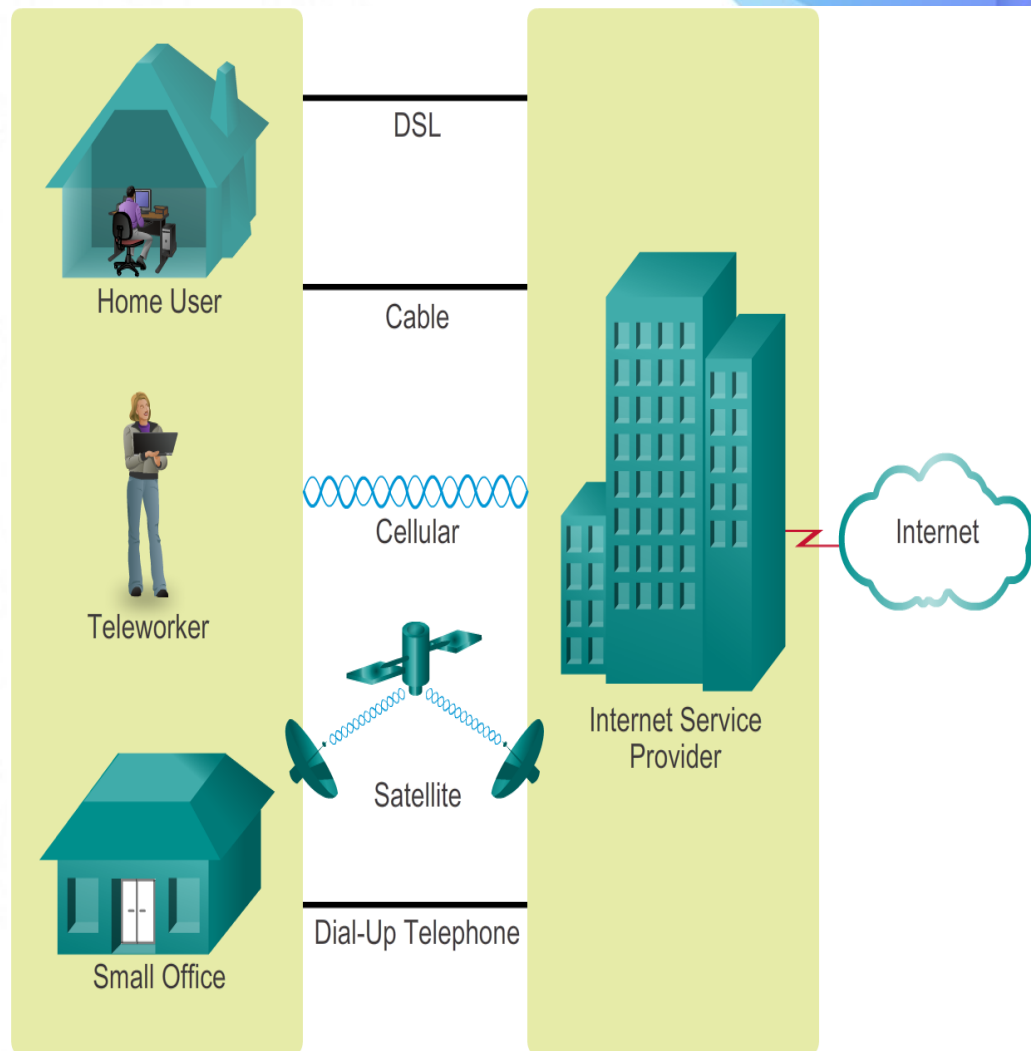 DSL
Home User
Cable
Cellular
Internet
Teleworker
Internet Service
Provider
Satellite
Dial-Up Telephone
Small Office